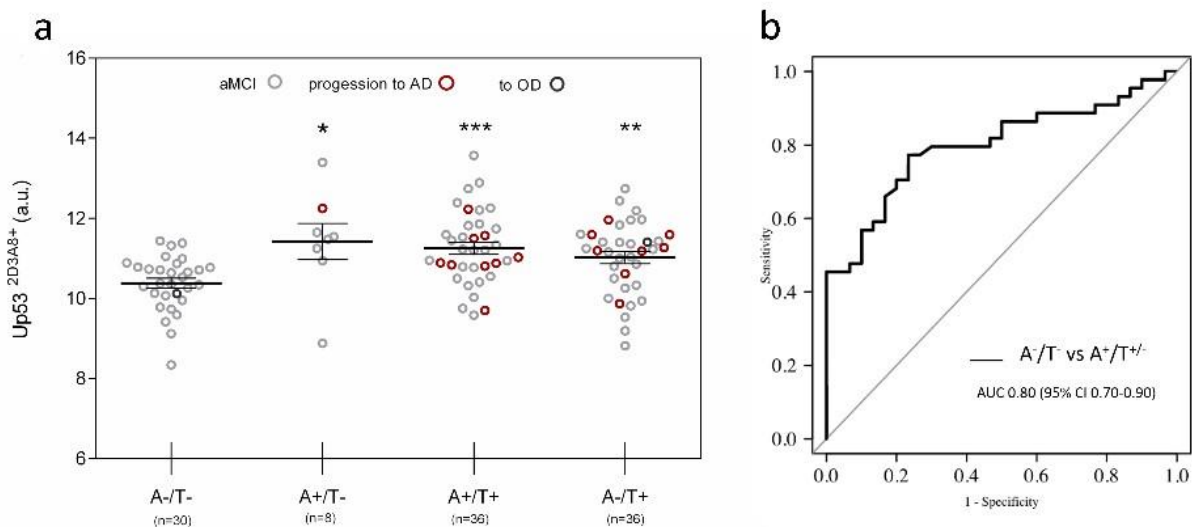 a
Up53 2D3A8+ (a.u.)
16
14
12
10
8
6
aMCI progession to AD to OD
* *** **
A-/T- A+/T- A+/T+ A-/T+
(n=30) (n=8) (n=36) (n=36)
b
Sensitivity
1.0
0.8
0.6
0.4
0.2
0.0
A-/T- vs A+/T+/-
AUC 0.80 (95% CI 0.70-0.90)
0.0 0.2 0.4 0.6 0.8 1.0
1 - Specificity